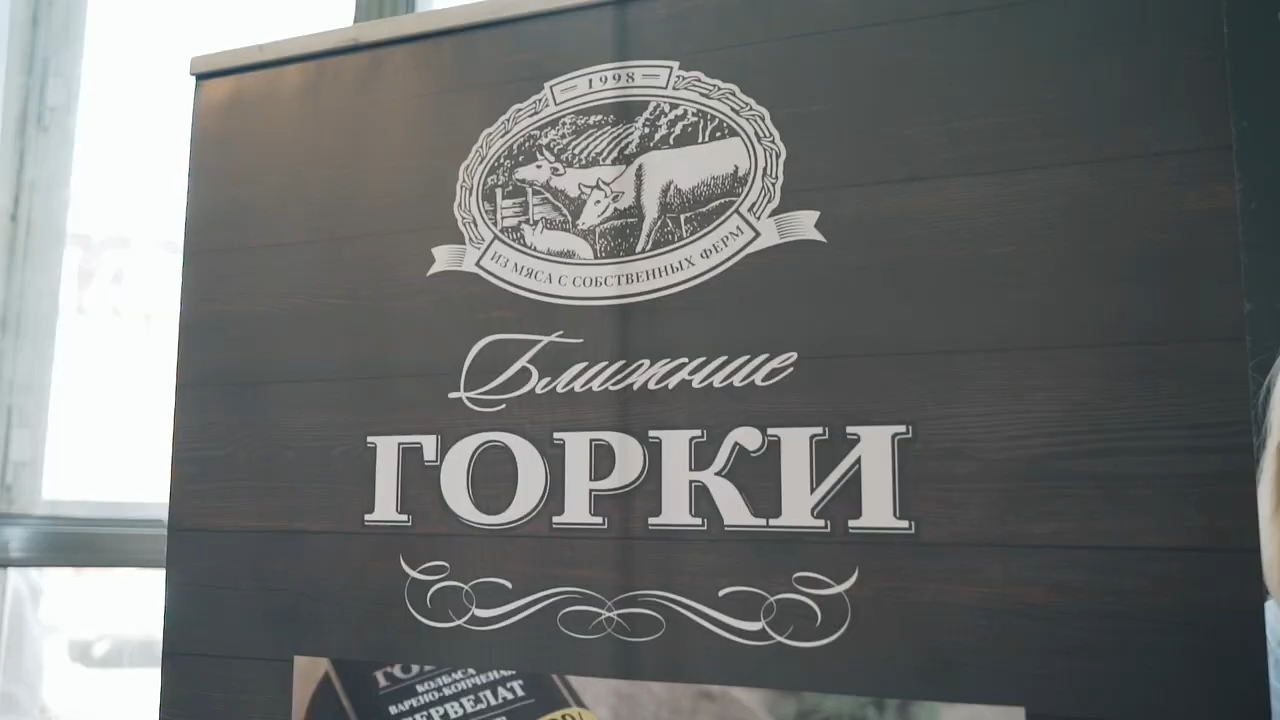 1998
ИЗ МЯСА С СОБСТВЕННЫХ ФЕРМ
Ближние
ГОРКИ
КОЛБАСА
ВАРЕНО-КОПЧЕНАЯ